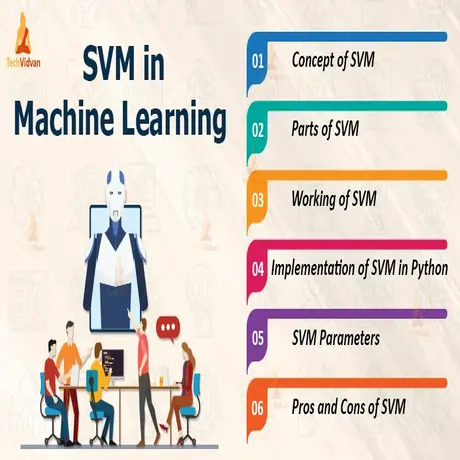 TechVidvan
SVM in
Machine Learning
01 Concept of SVM
02 Parts of SVM
03 Working of SVM
04 Implementation of SVM in Python
05 SVM Parameters
06 Pros and Cons of SVM